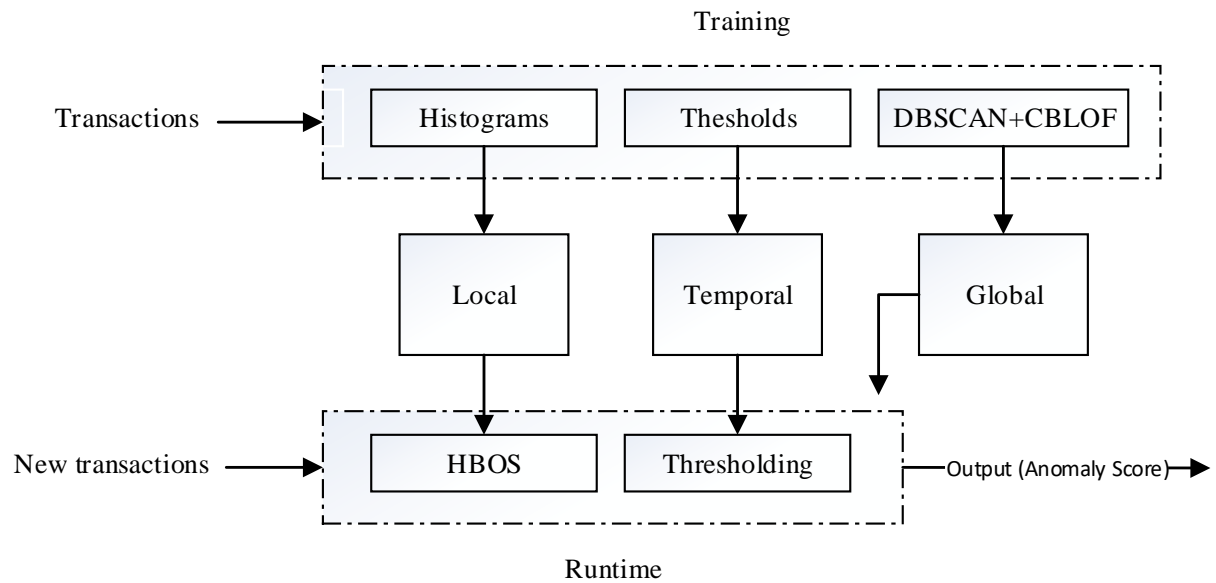 Training
Transactions
Histograms
Thesholds
DBSCAN+CBLOF
Local
Temporal
Global
New transactions
HBOS
Thresholding
Output (Anomaly Score)
Runtime